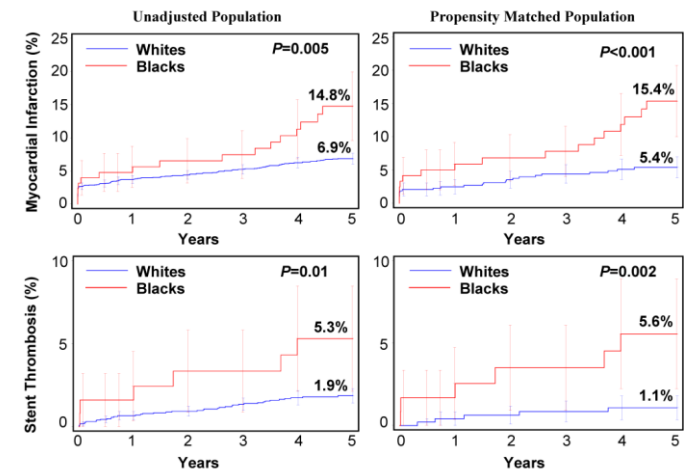 Unadjusted Population
Propensity Matched Population
Myocardial Infarction (%)
25
20
15
10
5
0
Whites
Blacks
P=0.005
14.8%
6.9%
0 1 2 3 4 5
Years
25
20
15
10
5
0
Whites
Blacks
P<0.001
15.4%
5.4%
0 1 2 3 4 5
Years
Stent Thrombosis (%)
10
5
0
Whites
Blacks
P=0.01
5.3%
1.9%
0 1 2 3 4 5
Years
10
5
0
Whites
Blacks
P=0.002
5.6%
1.1%
0 1 2 3 4 5
Years